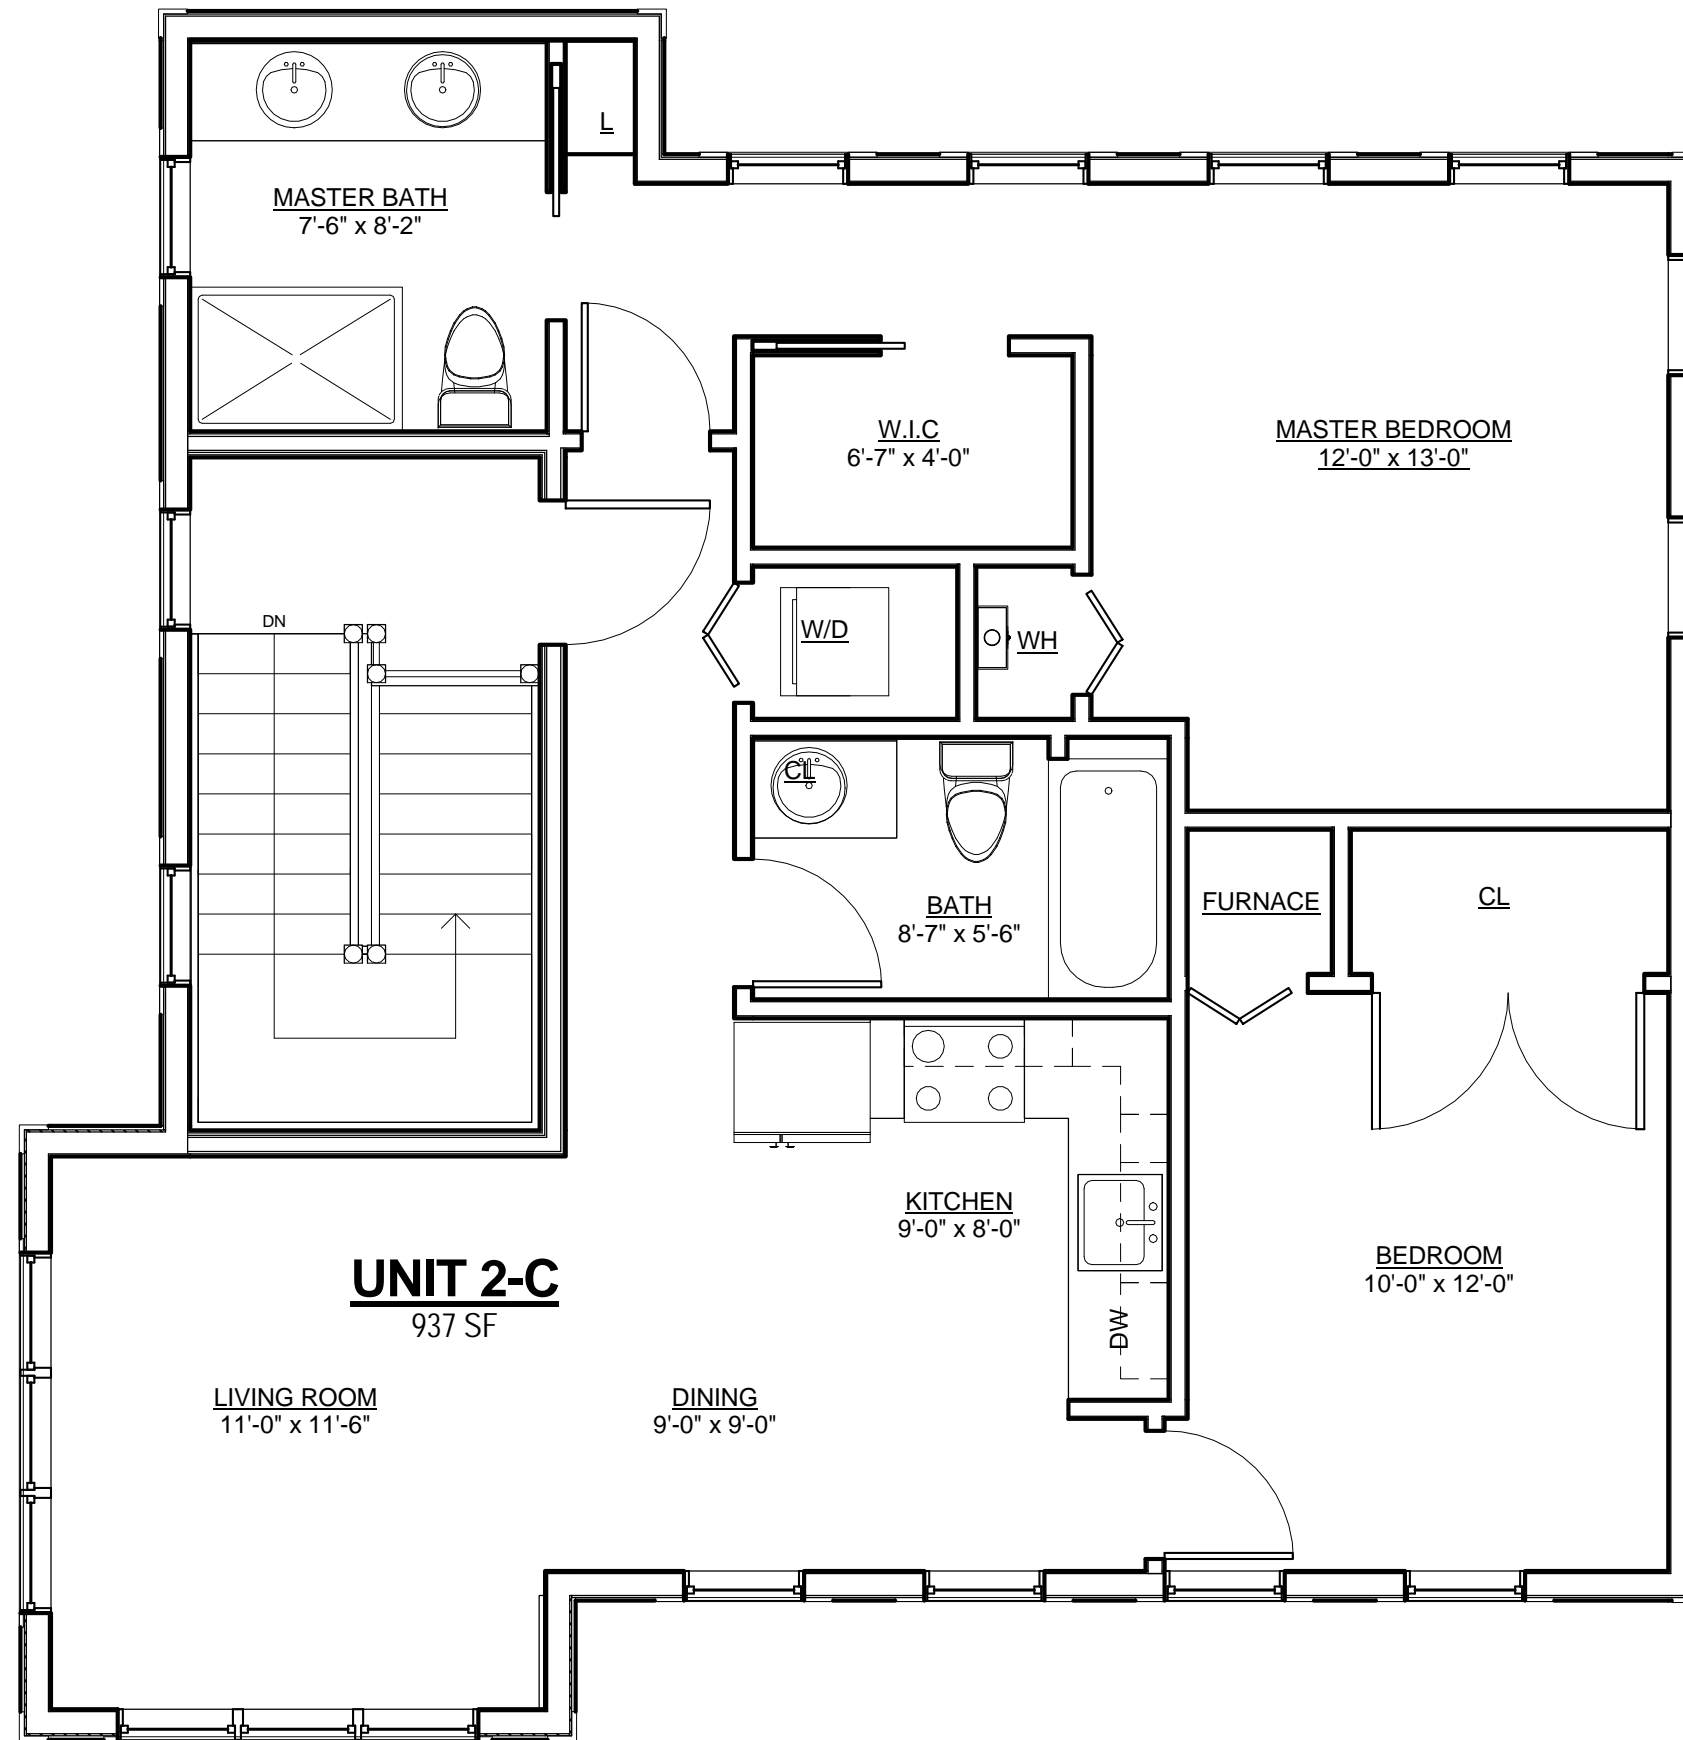 L
MASTER BATH
7'-6" x 8'-2"
W.I.C
6'-7" x 4'-0"
MASTER BEDROOM
12'-0" x 13'-0"
DN
W/D
WH
CL
BATH
8'-7" x 5'-6"
FURNACE
CL
KITCHEN
9'-0" x 8'-0"
BEDROOM
10'-0" x 12'-0"
UNIT 2-C
937 SF
DW
LIVING ROOM
11'-0" x 11'-6"
DINING
9'-0" x 9'-0"